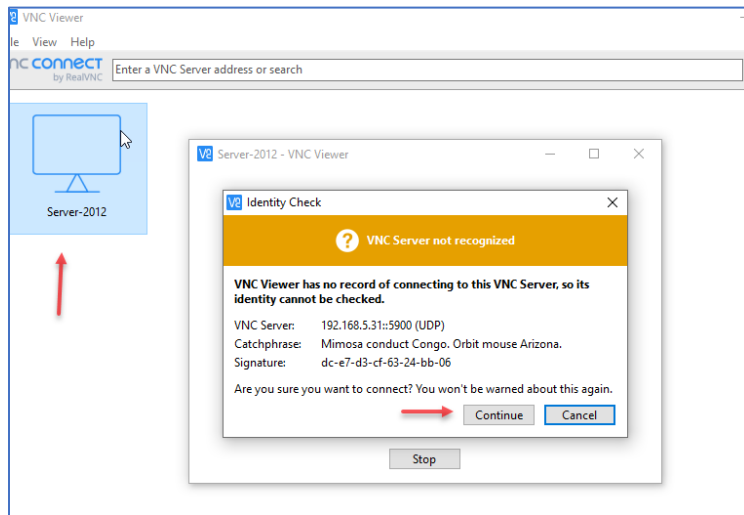 VNC Viewer
le View Help
nc connect
by RealVNC
Enter a VNC Server address or search
Server-2012
Server-2012 - VNC Viewer
Identity Check
VNC Server not recognized
VNC Viewer has no record of connecting to this VNC Server, so its
identity cannot be checked.
VNC Server: 192.168.5.31::5900 (UDP)
Catchphrase: Mimosa conduct Congo. Orbit mouse Arizona.
Signature: dc-e7-d3-cf-63-24-bb-06
Are you sure you want to connect? You won't be warned about this again.
Continue Cancel
Stop